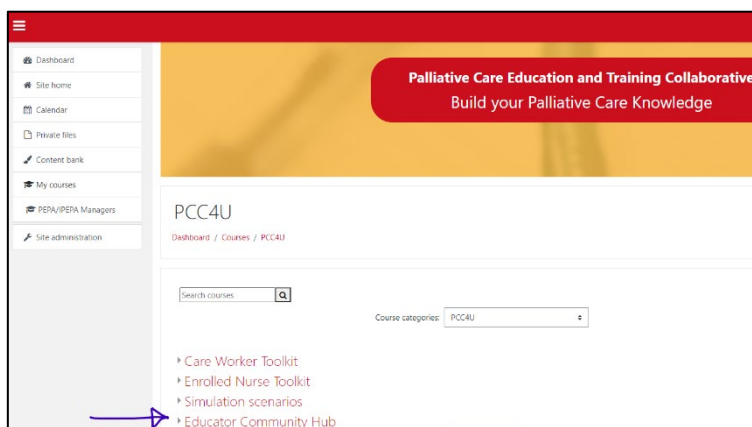 Palliative Care Education and Training Collaborative
Build your Palliative Care Knowledge
Dashboard
Site home
Calendar
Private files
Content bank
My courses
PEPA/IPEPA Managers
Site administration
PCC4U
Dashboard / Courses / PCC4U
Search courses
Course categories: PCC4U
Care Worker Toolkit
Enrolled Nurse Toolkit
Simulation scenarios
Educator Community Hub